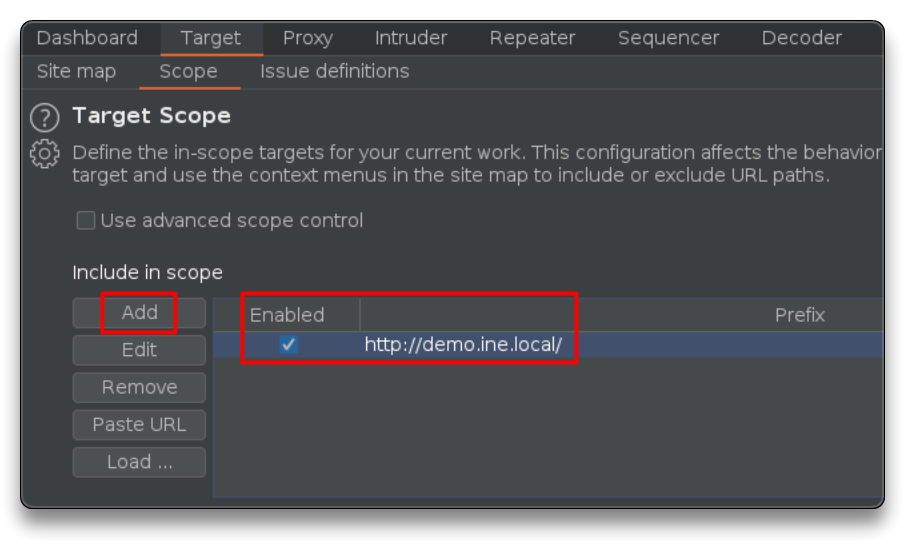 Dashboard Target Proxy Intruder Repeater Sequencer Decoder
Site map Scope Issue definitions
? Target Scope
Define the in-scope targets for your current work. This configuration affects the behavior
target and use the context menus in the site map to include or exclude URL paths.
Use advanced scope control
Include in scope
Add
Enabled Prefix
http://demo.ine.local/
Edit
Remove
Paste URL
Load ...